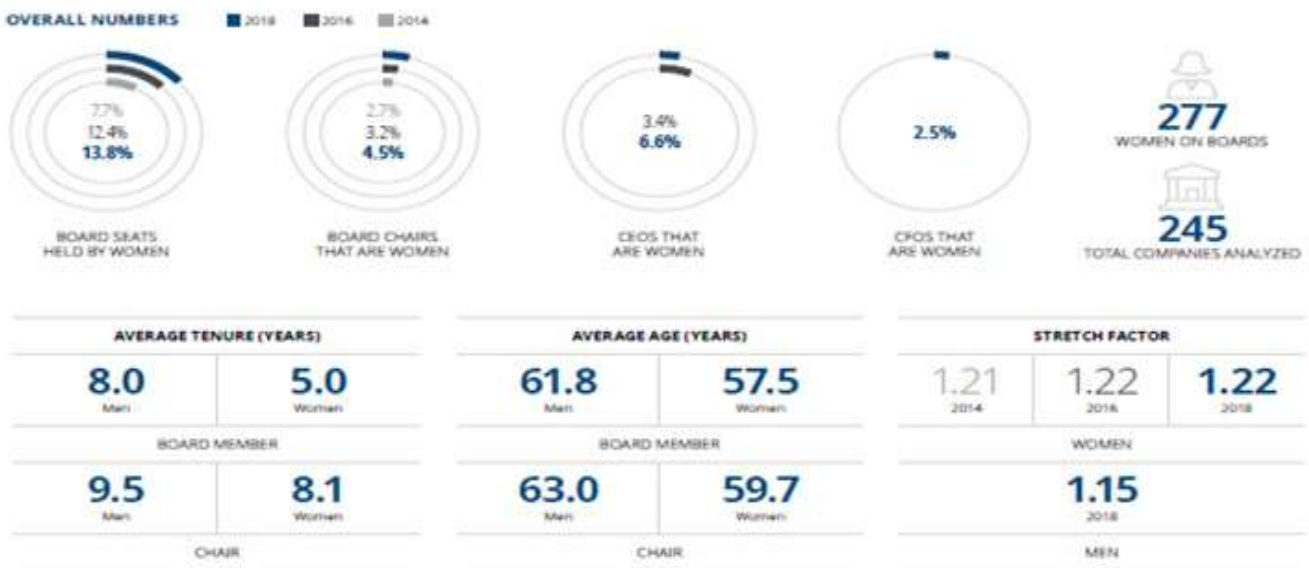 OVERALL NUMBERS 2018 2016 2014
7.7%
12.4%
13.8%
BOARD SEATS
HELD BY WOMEN
2.7%
3.2%
4.5%
BOARD CHAIRS
THAT ARE WOMEN
3.4%
6.6%
CEOS THAT
ARE WOMEN
2.5%
CFOS THAT
ARE WOMEN
277
WOMEN ON BOARDS
245
TOTAL COMPANIES ANALYZED
AVERAGE TENURE (YEARS)
8.0 5.0
Men Women
BOARD MEMBER
9.5 8.1
Men Women
CHAIR
AVERAGE AGE (YEARS)
61.8 57.5
Men Women
BOARD MEMBER
63.0 59.7
Men Women
CHAIR
STRETCH FACTOR
1.21 1.22 1.22
2014 2016 2018
WOMEN
1.15
2018
MEN